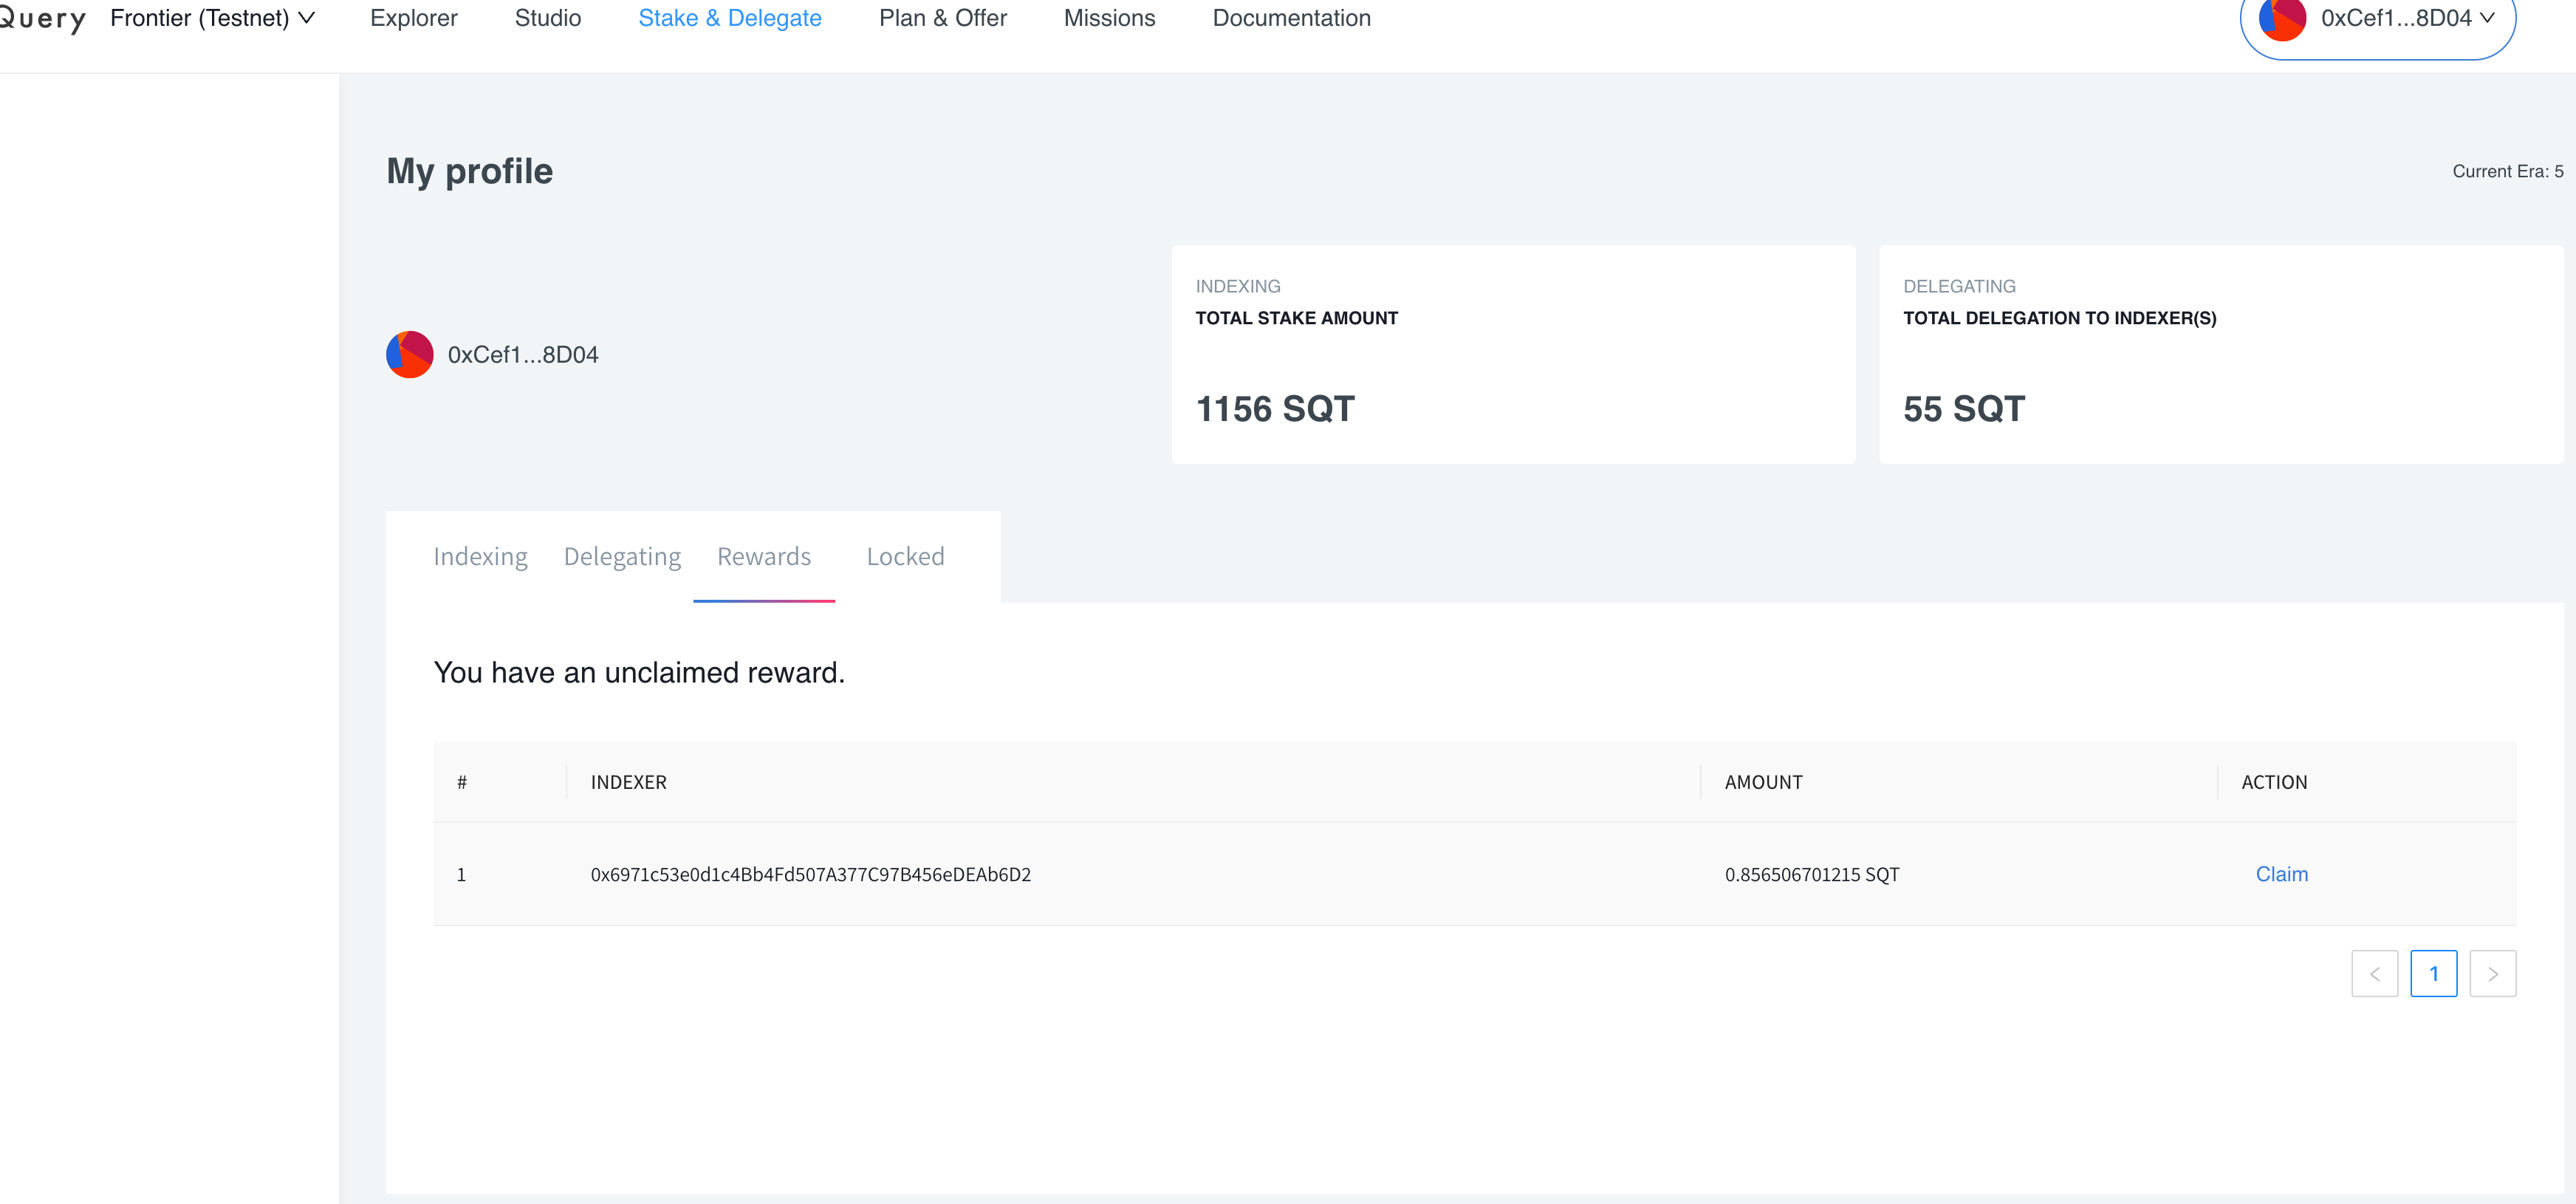 Query Frontier (Testnet) Explorer Studio Stake & Delegate Plan & Offer Missions Documentation 0xCef1...8D04
My profile Current Era: 5
INDEXING
TOTAL STAKE AMOUNT
1156 SQT
DELEGATING
TOTAL DELEGATION TO INDEXER(S)
55 SQT
0xCef1...8D04
Indexing Delegating Rewards Locked
You have an unclaimed reward.
# INDEXER AMOUNT ACTION
1 0x6971c53e0d1c4Bb4Fd507A377C97B456eDEAb6D2 0.856506701215 SQT Claim
< 1 >